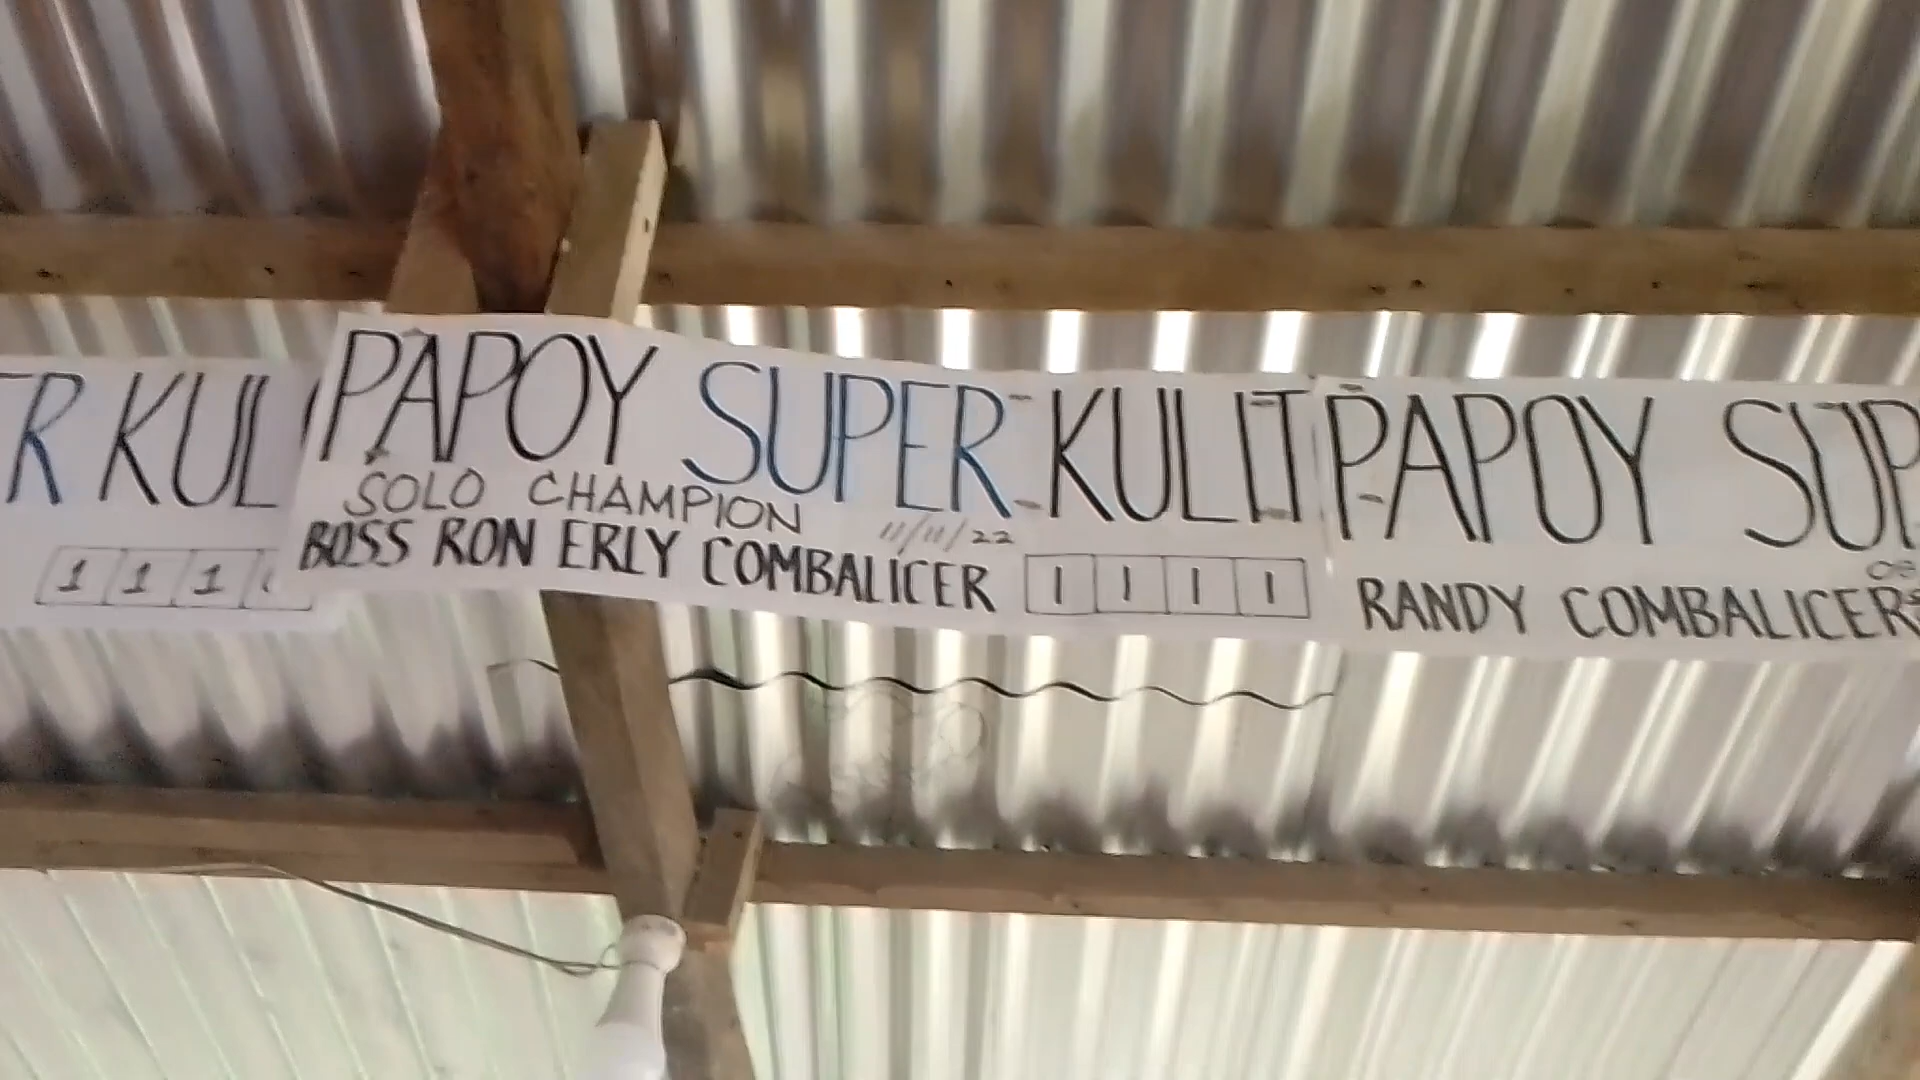 R KUL
1 1 1
PAPOY SUPER-KULIT
SOLO CHAMPION
11/11/22
BOSS RON ERLY COMBALICER
1 1 1 1
PAPOY SUP
RANDY COMBALICER